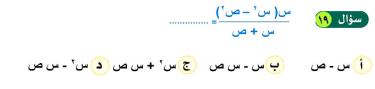 سؤال ١٩ س(س٢ – ص٢) / س + ص = ..............
أ س - ص ب س - س ص ج س٢ + س ص د س٢ - س ص